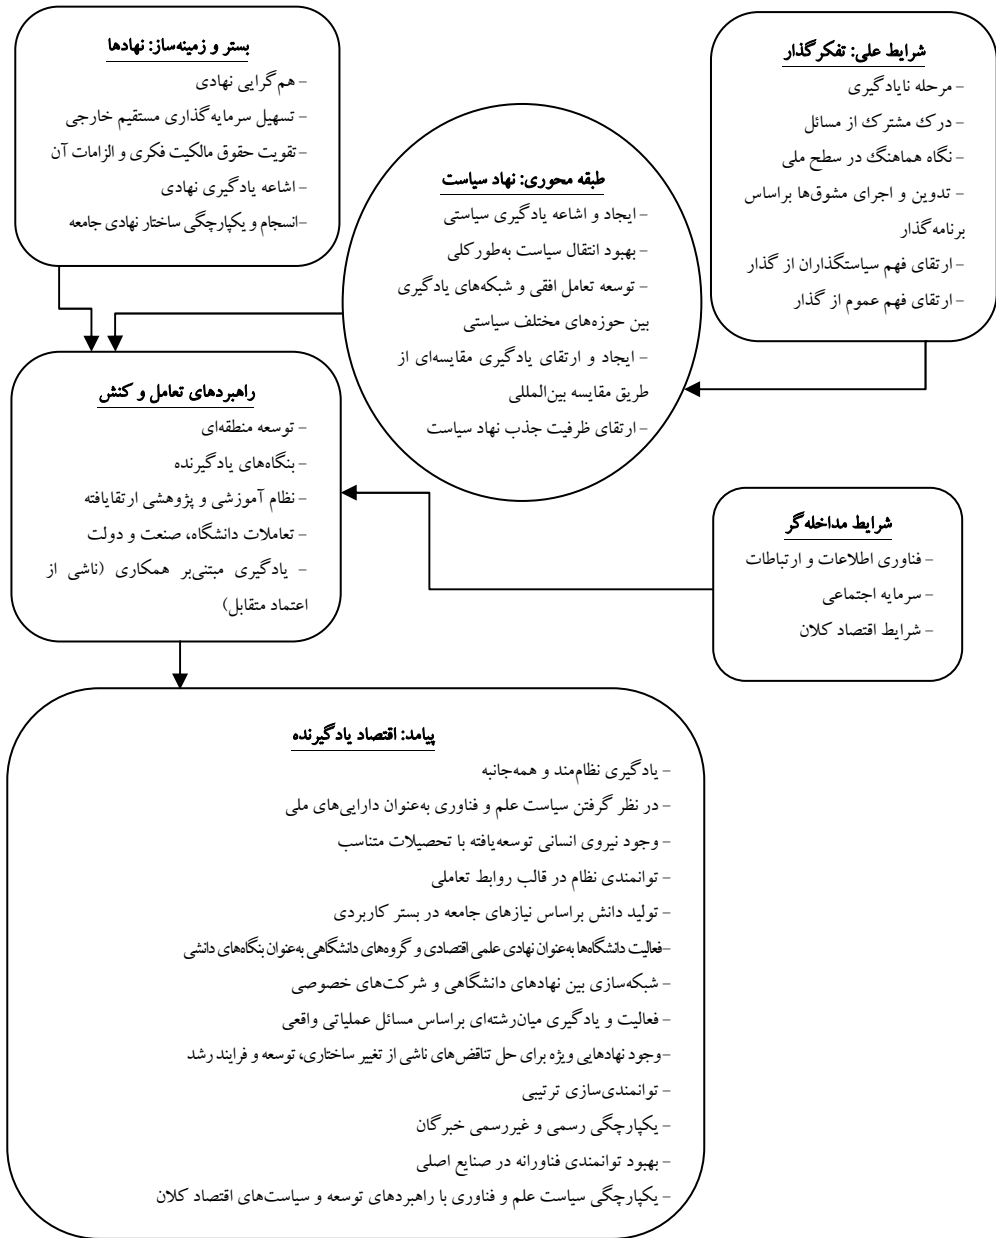 شرایط علی: تفکر گذار
– مرحله نایادگیری
– درک مشترک از مسائل
– نگاه هماهنگ در سطح ملی
– تدوین و اجرای مشوق‌ها براساس
برنامه گذار
– ارتقای فهم سیاستگذاران از گذار
– ارتقای فهم عموم از گذار
بستر و زمینه‌ساز: نهادها
– هم‌گرایی نهادی
– تسهیل سرمایه‌گذاری مستقیم خارجی
– تقویت حقوق مالکیت فکری و الزامات آن
– اشاعه یادگیری نهادی
–انسجام و یکپارچگی ساختار نهادی جامعه
طبقه محوری: نهاد سیاست
– ایجاد و اشاعه یادگیری سیاستی
– بهبود انتقال سیاست به‌طورکلی
– توسعه تعامل افقی و شبکه‌های یادگیری
بین حوزه‌های مختلف سیاستی
– ایجاد و ارتقای یادگیری مقایسه‌ای از
طریق مقایسه بین‌المللی
– ارتقای ظرفیت جذب نهاد سیاست
راهبردهای تعامل و کنش
– توسعه منطقه‌ای
– بنگاه‌های یادگیرنده
– نظام آموزشی و پژوهشی ارتقایافته
– تعاملات دانشگاه، صنعت و دولت
– یادگیری مبتنی‌بر همکاری (ناشی از
اعتماد متقابل)
شرایط مداخله‌گر
– فناوری اطلاعات و ارتباطات
– سرمایه اجتماعی
– شرایط اقتصاد کلان
پیامد: اقتصاد یادگیرنده
– یادگیری نظام‌مند و همه‌جانبه
– در نظر گرفتن سیاست علم و فناوری به‌عنوان دارایی‌های ملی
– وجود نیروی انسانی توسعه‌یافته با تحصیلات متناسب
– توانمندی نظام در قالب روابط تعاملی
– تولید دانش براساس نیازهای جامعه در بستر کاربردی
–فعالیت دانشگاه‌ها به‌عنوان نهادی علمی اقتصادی و گروه‌های دانشگاهی به‌عنوان بنگاه‌های دانشی
– شبکه‌سازی بین نهادهای دانشگاهی و شرکت‌های خصوصی
– فعالیت و یادگیری میان‌رشته‌ای براساس مسائل عملیاتی واقعی
–وجود نهادهایی ویژه برای حل تناقض‌های ناشی از تغییر ساختاری، توسعه و فرایند رشد
– توانمندی‌سازی ترتیبی
– یکپارچگی رسمی و غیررسمی خبرگان
– بهبود توانمندی فناورانه در صنایع اصلی
– یکپارچگی سیاست علم و فناوری با راهبردهای توسعه و سیاست‌های اقتصاد کلان